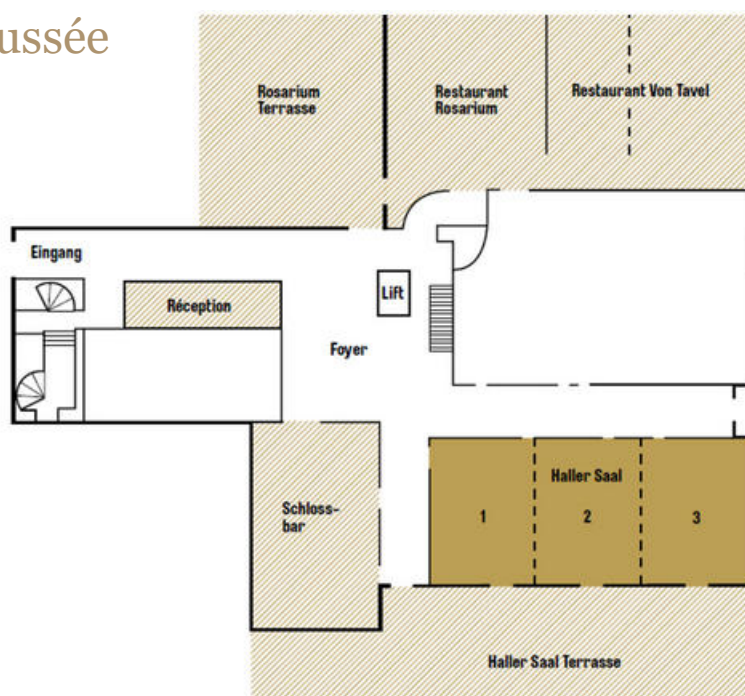 ussée
Rosarium
Terrasse
Restaurant
Rosarium
Restaurant Von Tavel
Eingang
Réception
Lift
Foyer
Schloss-
bar
Haller Saal
1
2
3
Haller Saal Terrasse